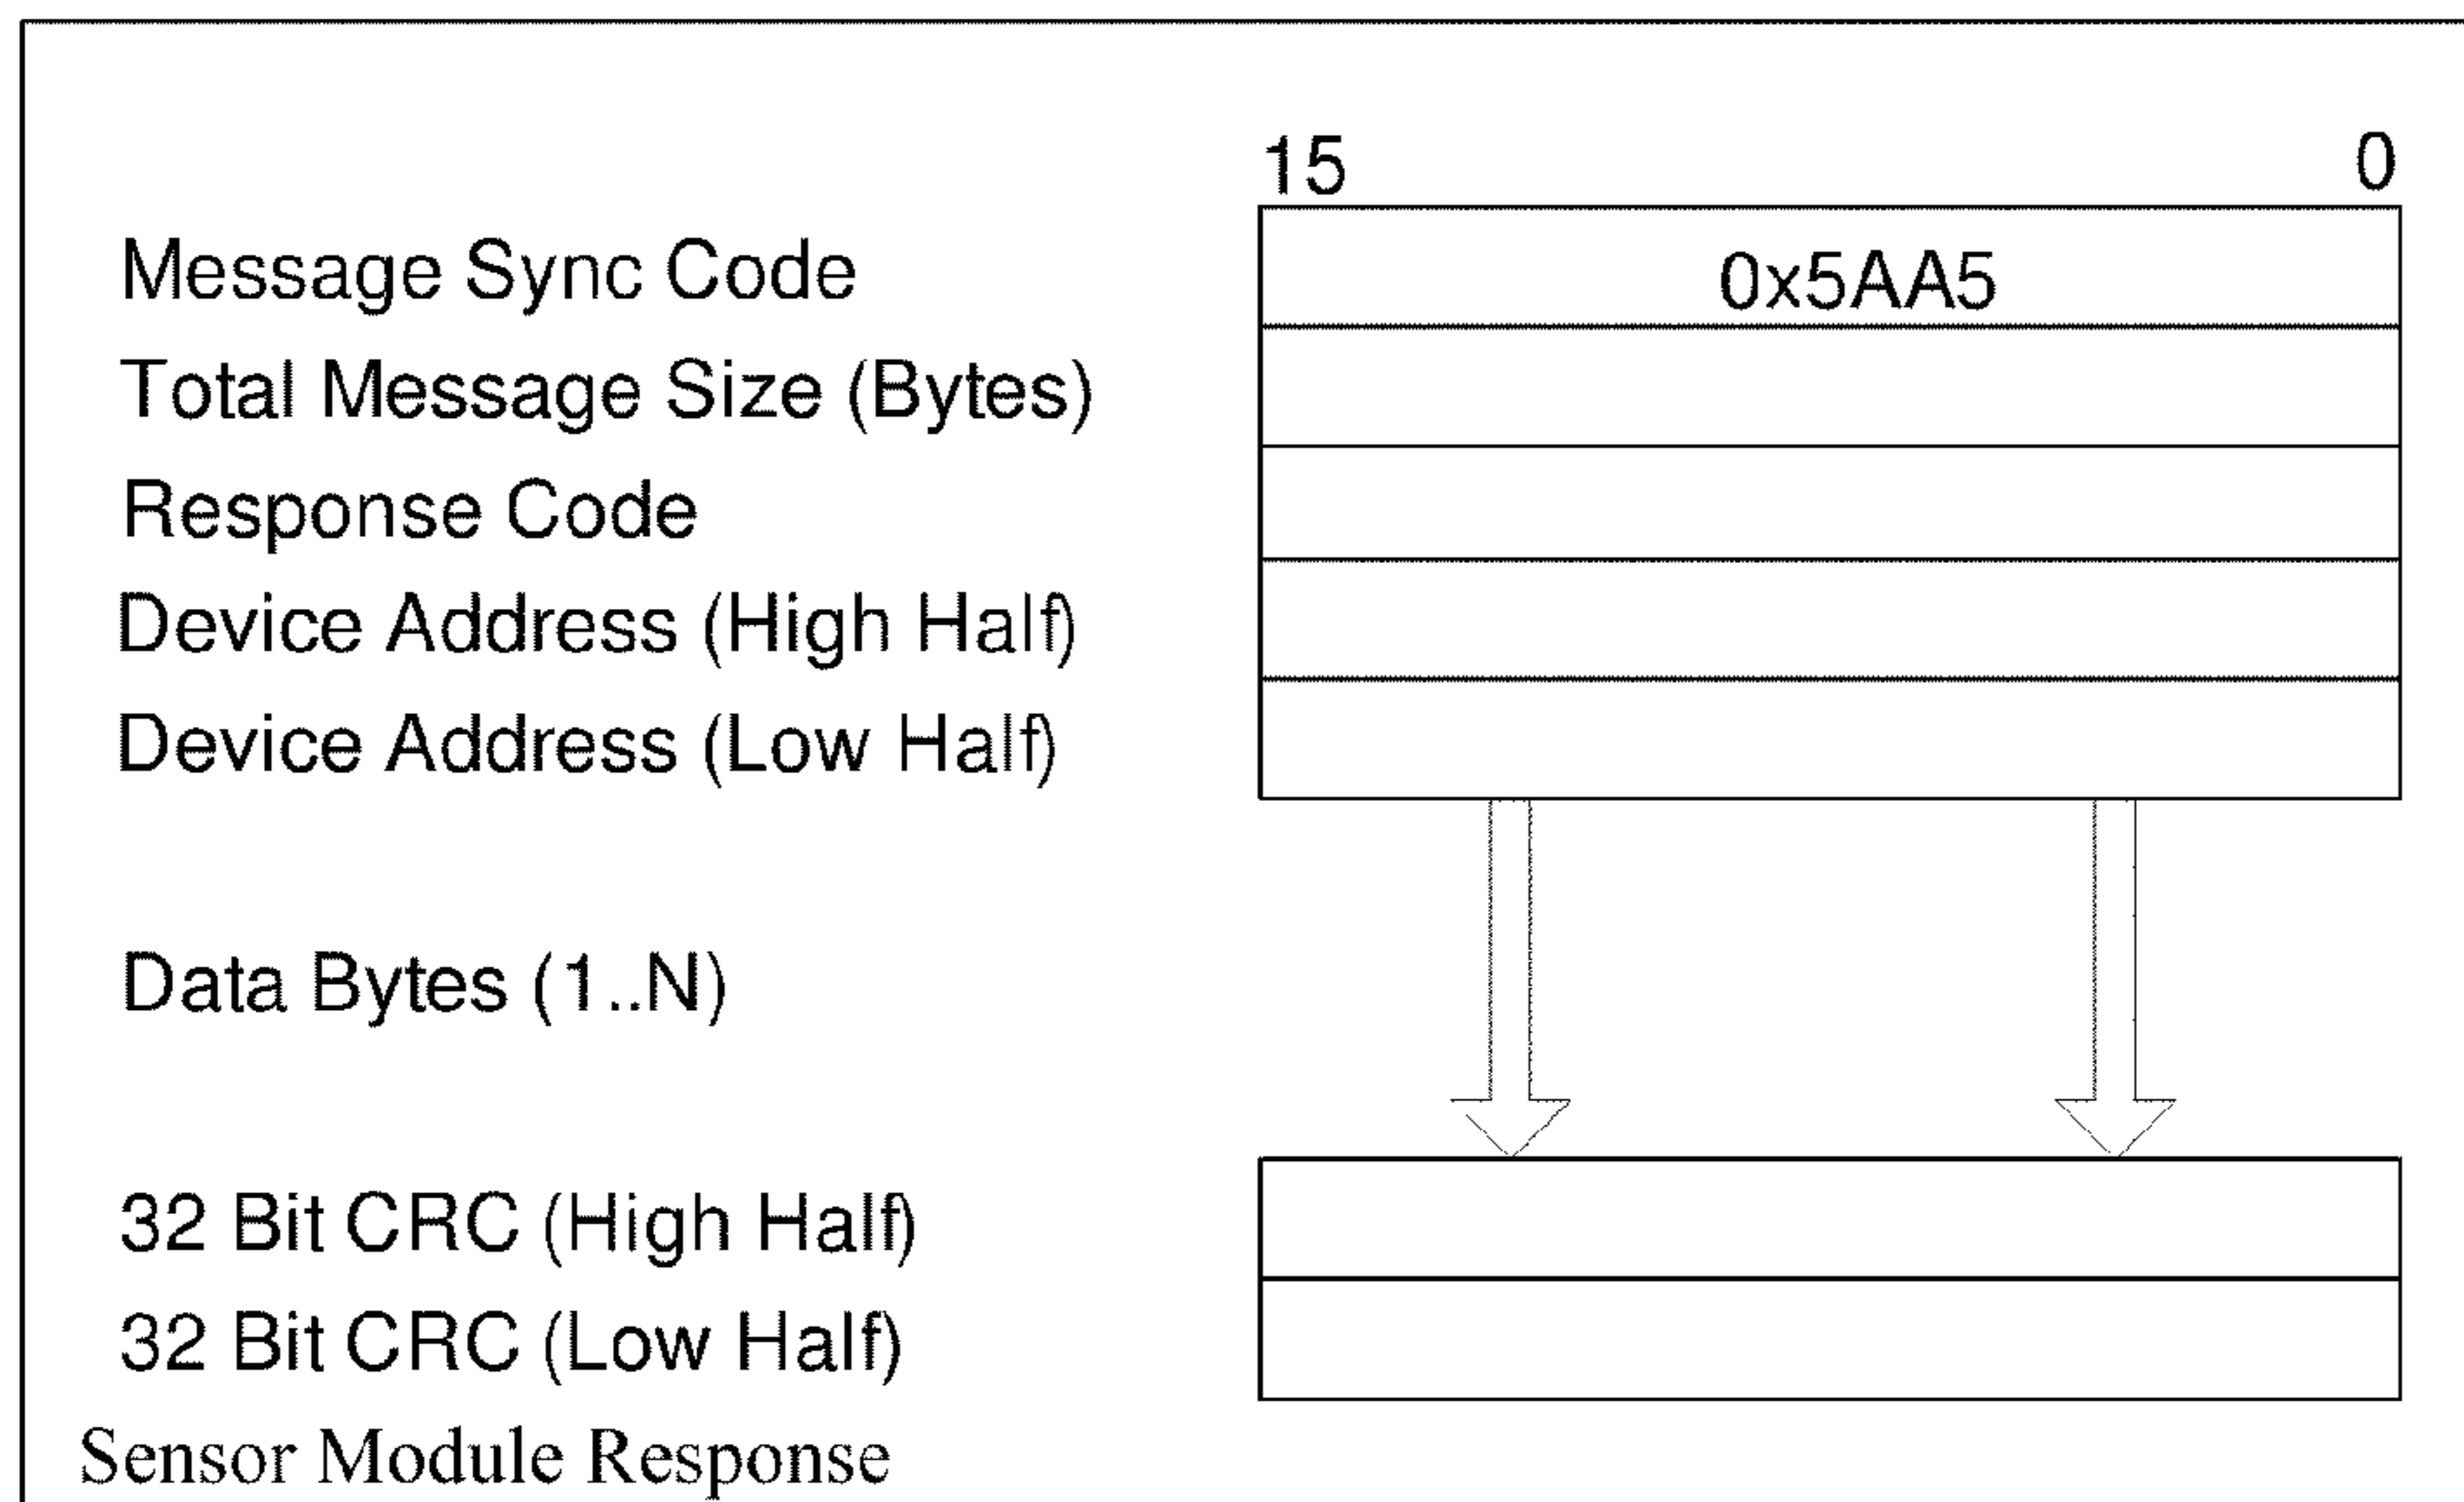 15 0
Message Sync Code 0x5AA5
Total Message Size (Bytes)
Response Code
Device Address (High Half)
Device Address (Low Half)
Data Bytes (1..N)
32 Bit CRC (High Half)
32 Bit CRC (Low Half)
Sensor Module Response